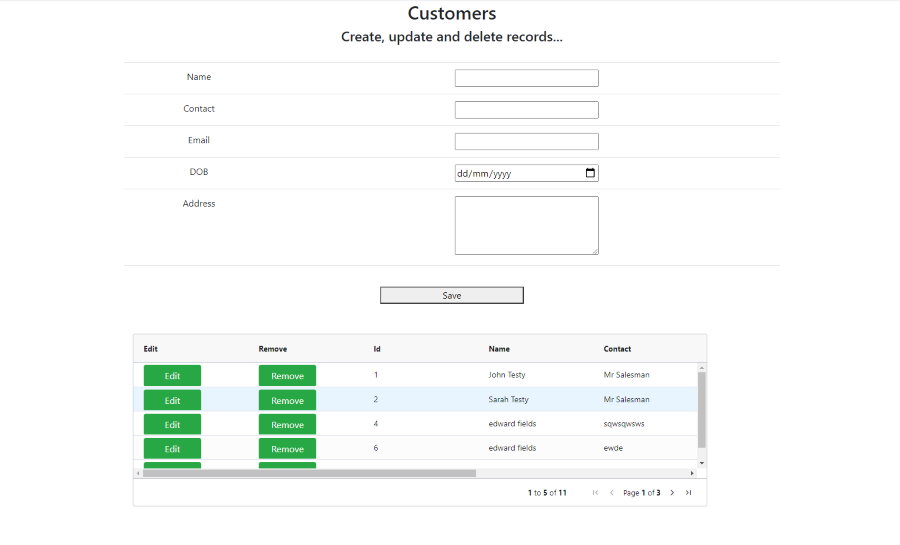 Customers
Create, update and delete records...
Name
Contact
Email
DOB
dd/mm/yyyy
Address
Save
Edit Remove Id Name Contact
Edit Remove 1 John Testy Mr Salesman
Edit Remove 2 Sarah Testy Mr Salesman
Edit Remove 4 edward fields sqwsqwsws
Edit Remove 6 edward fields ewde
1 to 5 of 11 Page 1 of 3